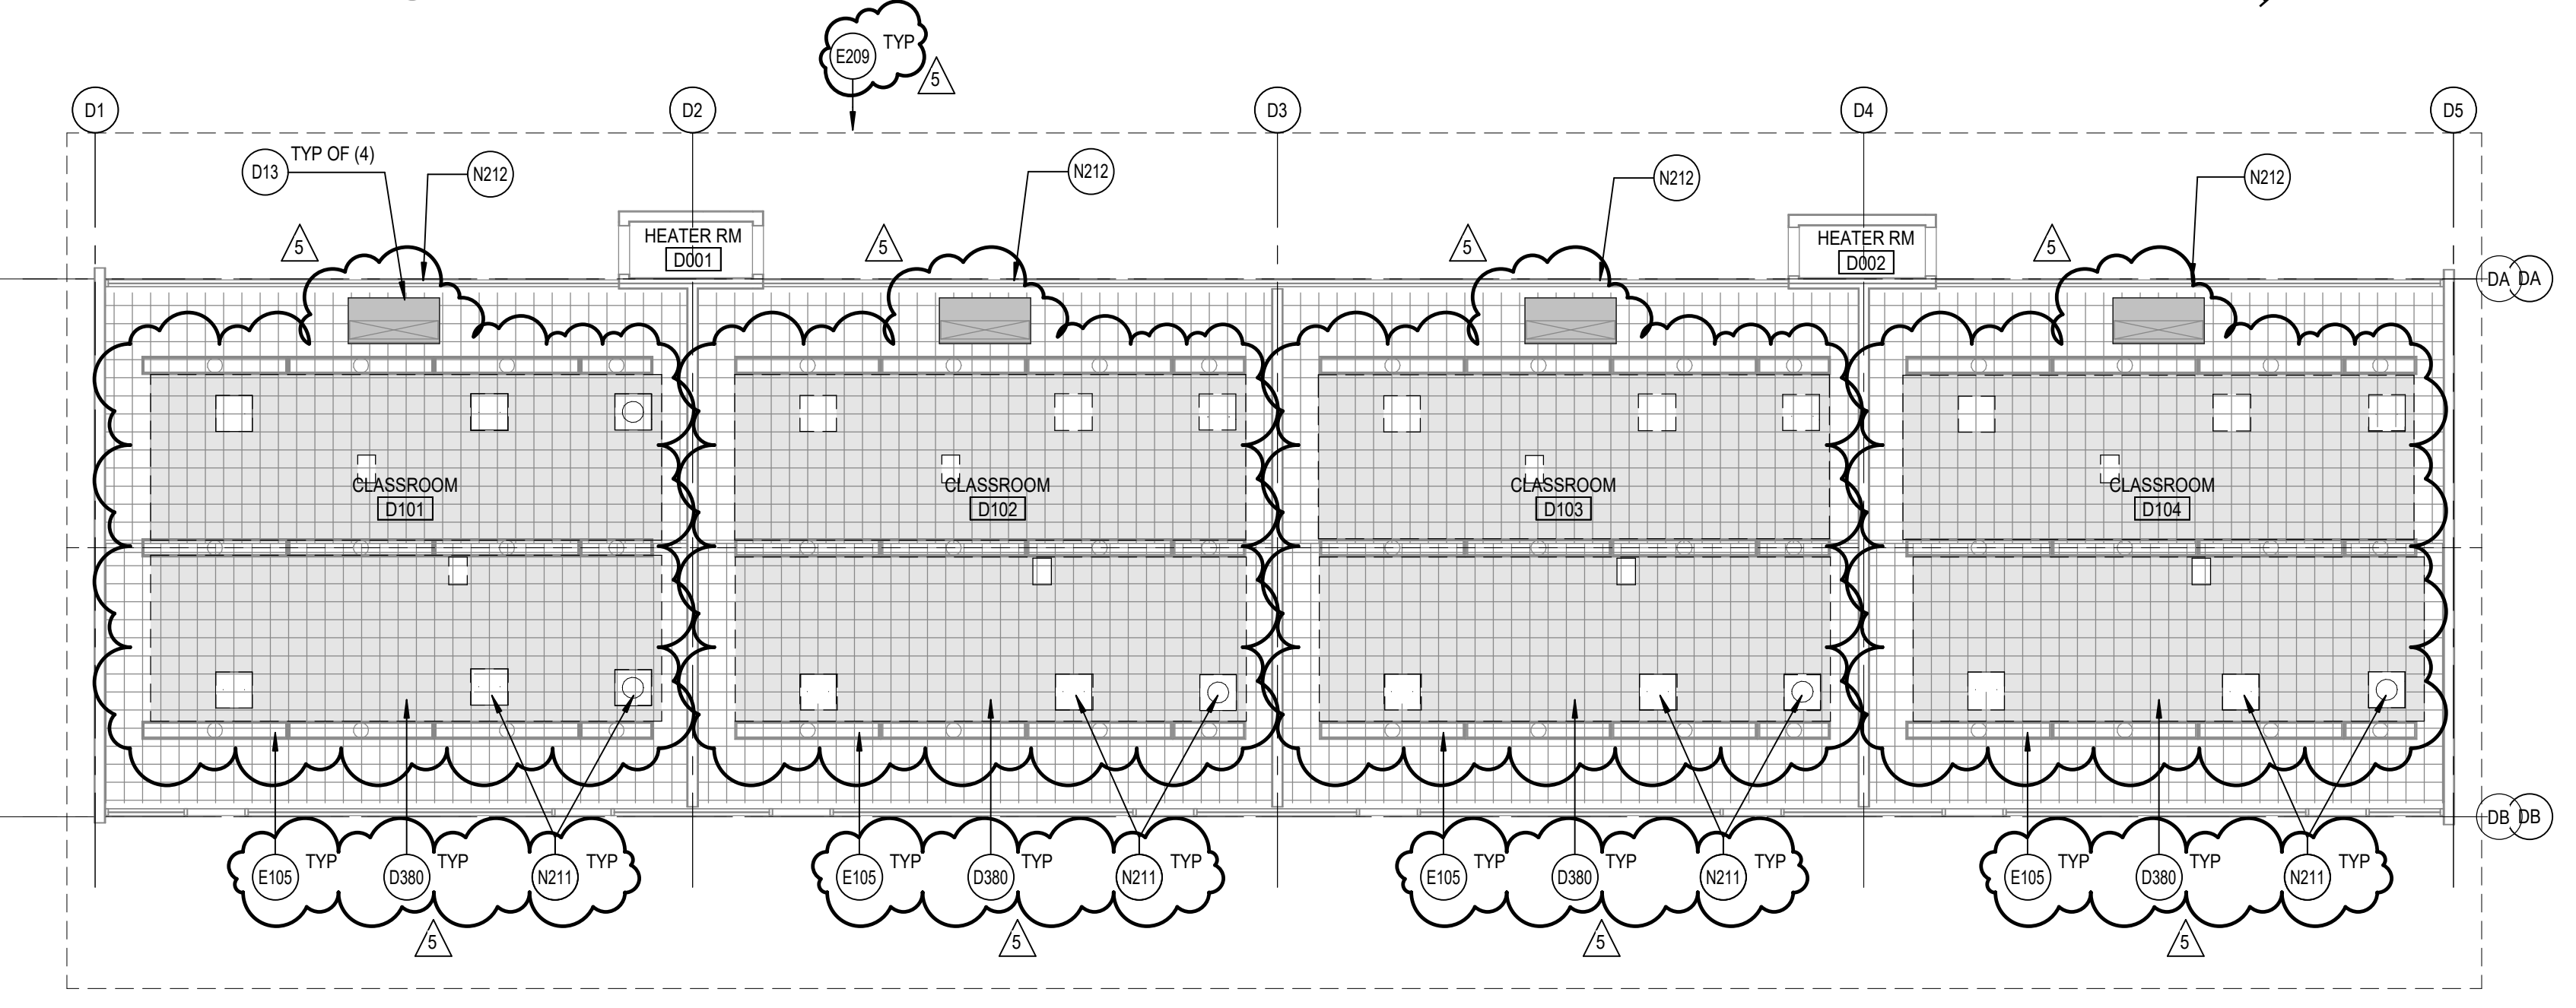 E209 TYP
5
D1 D2 D3 D4 D5
D13 TYP OF (4) N212 N212 N212 N212
HEATER RM
D001
HEATER RM
D002
5 5 5 5
DA DA
CLASSROOM
D101
CLASSROOM
D102
CLASSROOM
D103
CLASSROOM
D104
DB DB
E105 TYP D380 TYP N211 TYP
E105 TYP D380 TYP N211 TYP
E105 TYP D380 TYP N211 TYP
E105 TYP D380 TYP N211 TYP
5 5 5 5